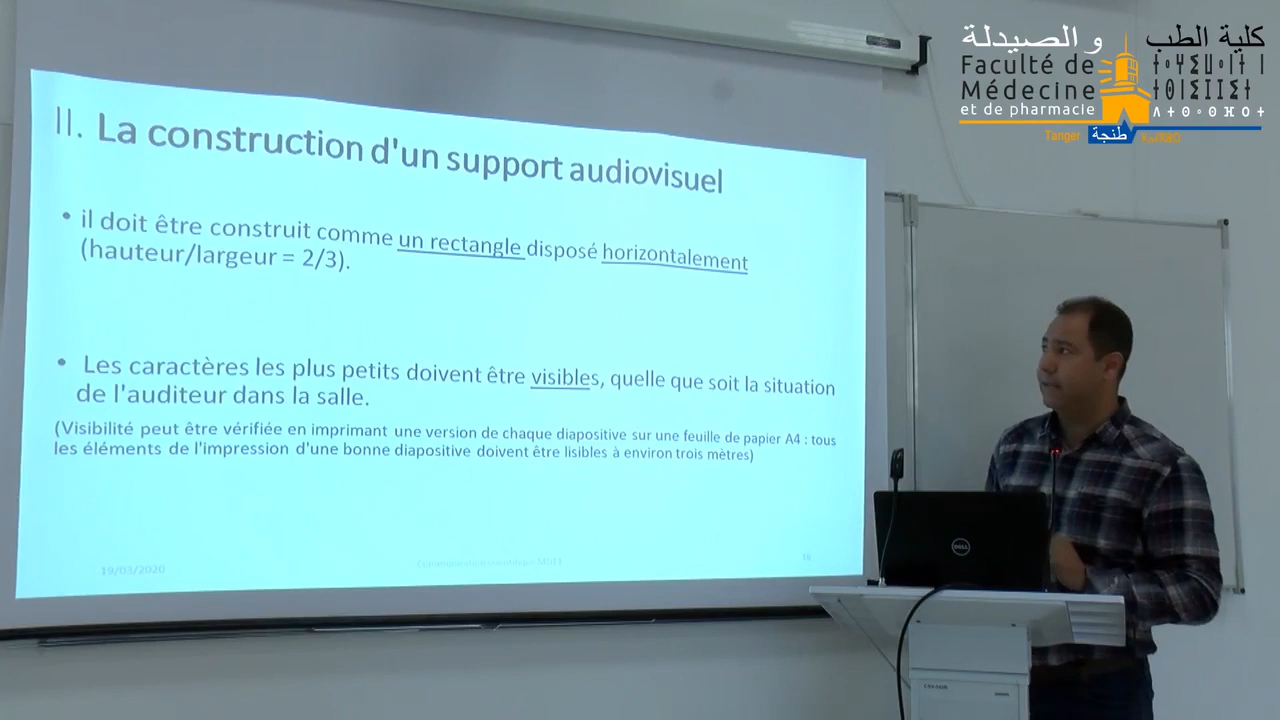 II. La construction d'un support audiovisuel
• il doit être construit comme un rectangle disposé horizontalement
(hauteur/largeur = 2/3).
• Les caractères les plus petits doivent être visibles, quelle que soit la situation
de l'auditeur dans la salle.
(Visibilité peut être vérifiée en imprimant une version de chaque diapositive sur une feuille de papier A4 : tous
les éléments de l'impression d'une bonne diapositive doivent être lisibles à environ trois mètres)
19/03/2020
كلية الطب
و الصيدلة
Faculté de
Médecine
et de pharmacie
Tanger
طنجة
DELL